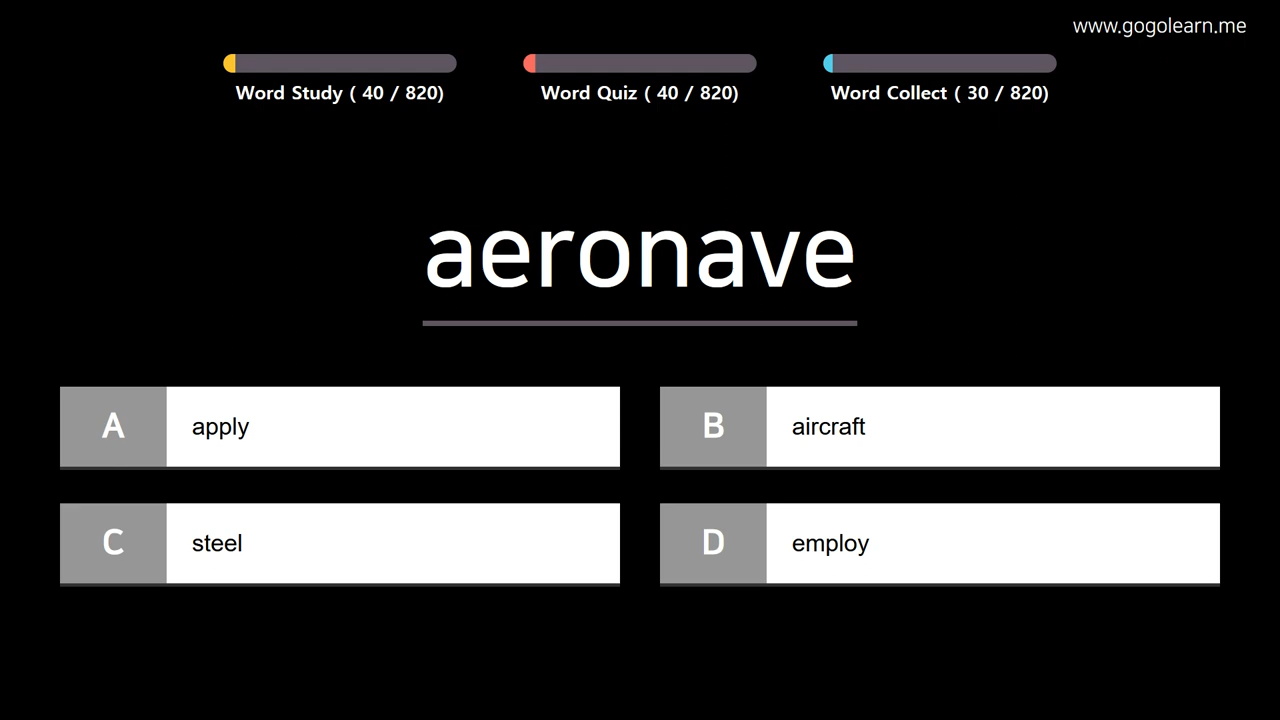 www.gogolearn.me
Word Study ( 40 / 820)
Word Quiz ( 40 / 820)
Word Collect ( 30 / 820)
aeronave
A apply
B aircraft
C steel
D employ